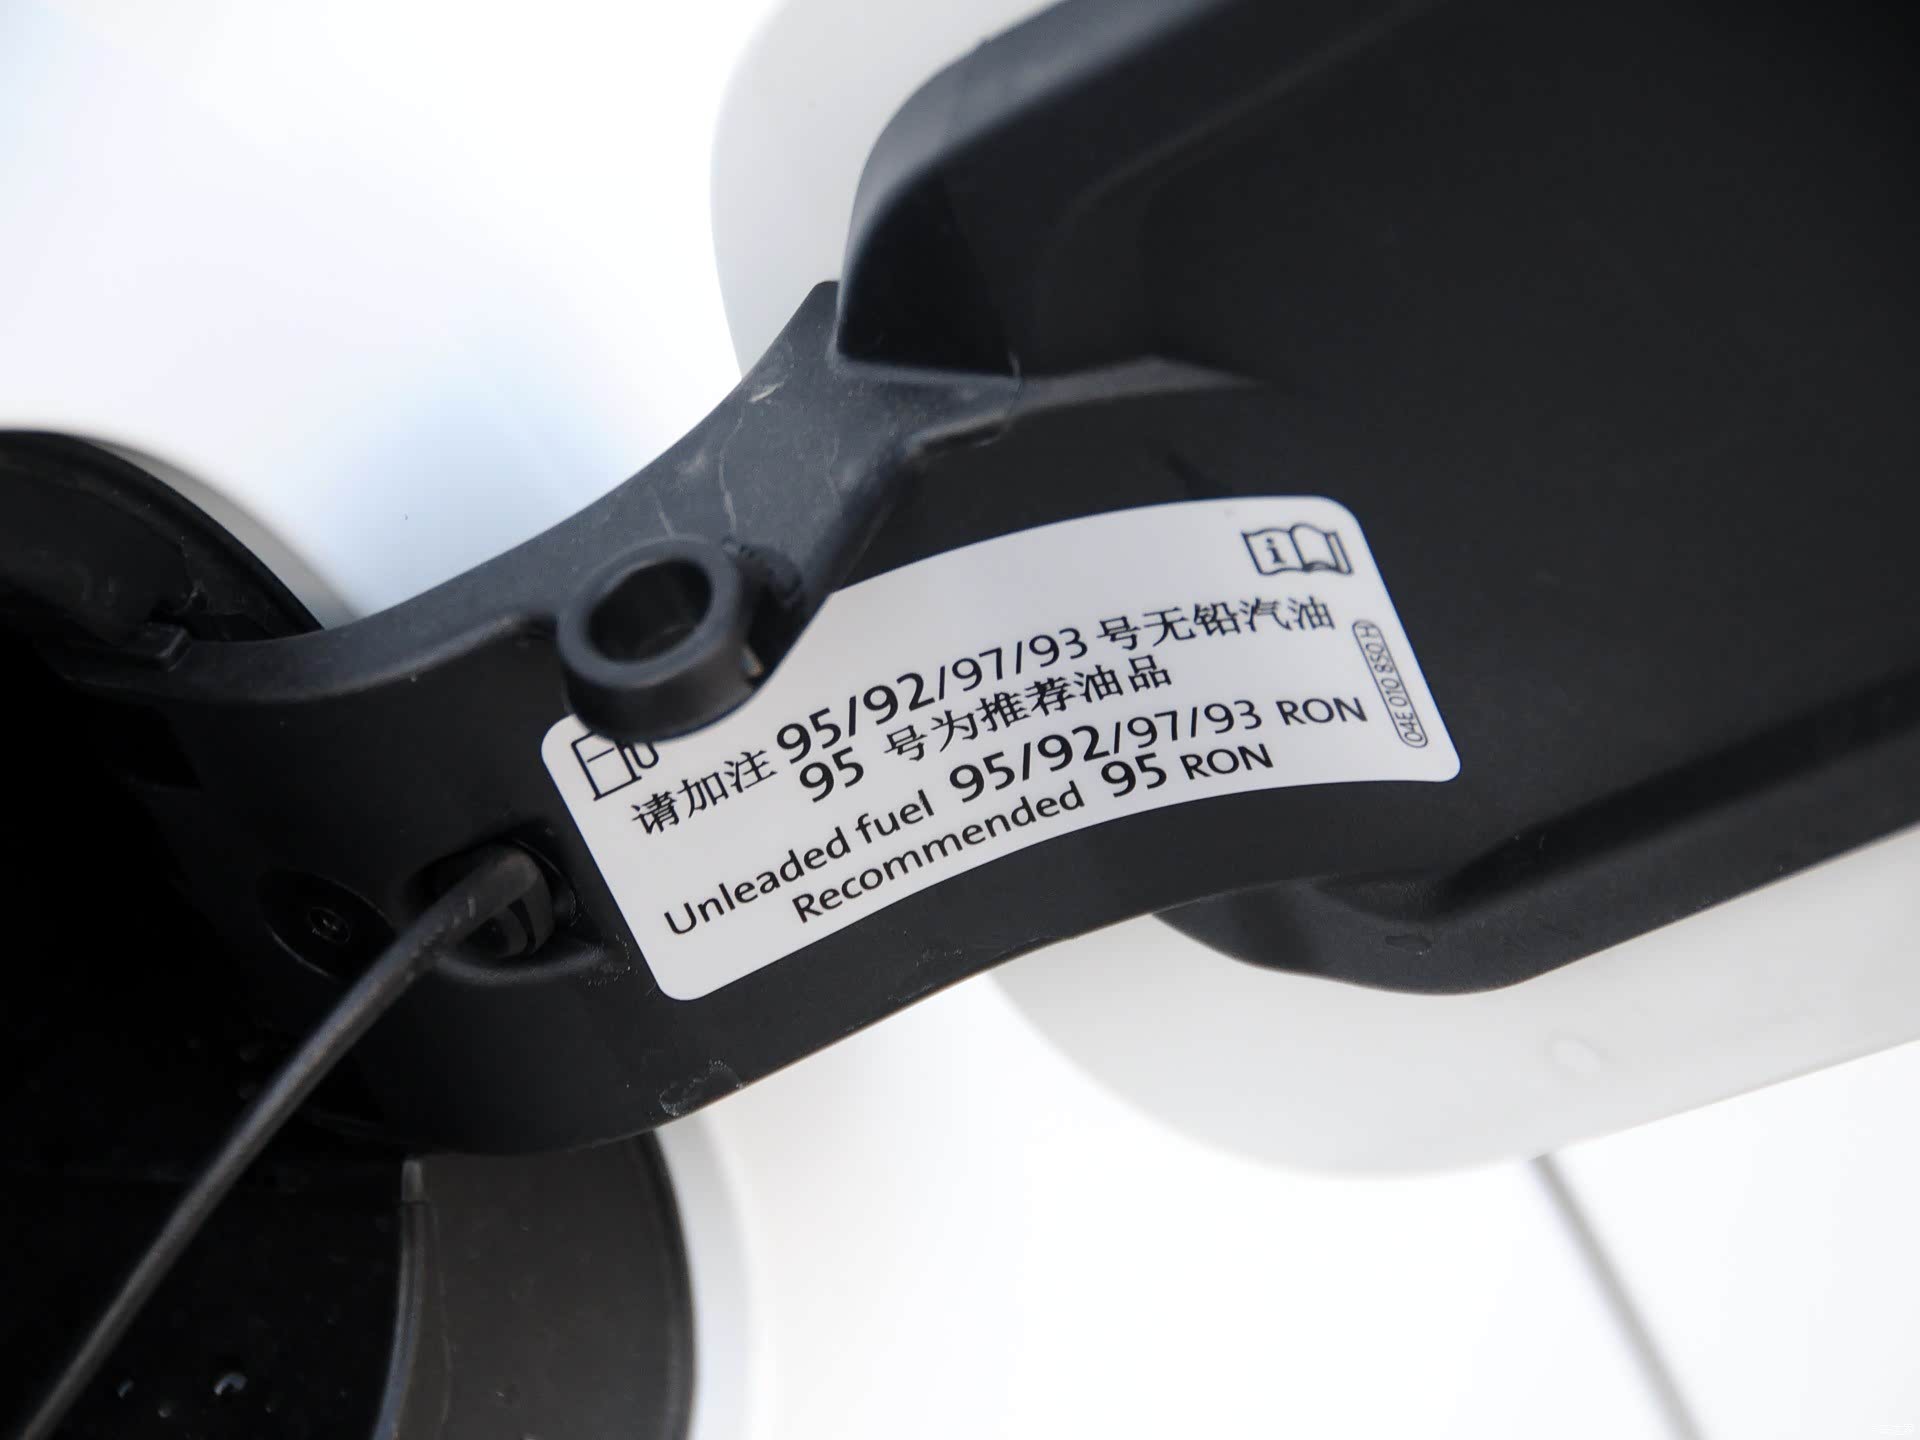 请加注 95/92/97/93 号无铅汽油
95 号为推荐油品
Unleaded fuel 95/92/97/93 RON
Recommended 95 RON
04E 010 850 H